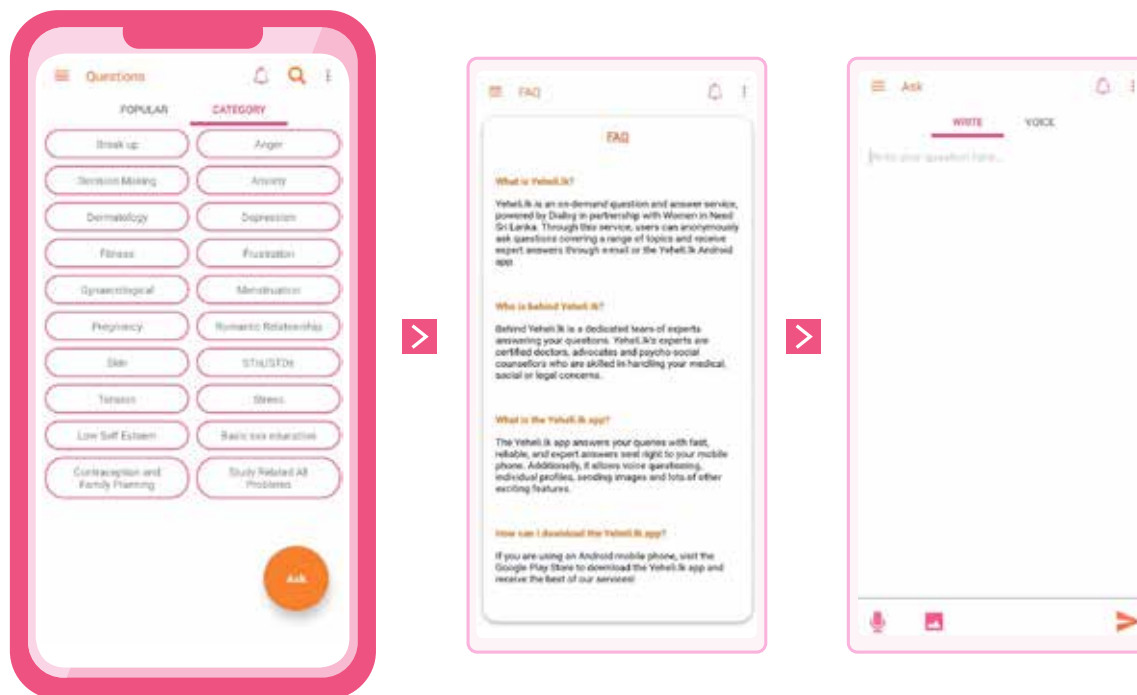 Questions
POPULAR CATEGORY
Break up Anger
Decision Making Anxiety
Dermatology Depression
Fitness Frustration
Gynaecological Menstruation
Pregnancy Romantic Relationship
Skin STIs/STDs
Tension Stress
Low Self Esteem Basic sex education
Contraception and
Family Planning
Study Related All
Problems
Ask
FAQ
FAQ
What is Yeheli.lk?
Yeheli.lk is an on-demand question and answer service,
powered by Dialog in partnership with Women in Need
Sri Lanka. Through this service, users can anonymously
ask questions covering a range of topics and receive
expert answers through e-mail or the Yeheli.lk Android
app.
Who is behind Yeheli.lk?
Behind Yeheli.lk is a dedicated team of experts
answering your questions. Yeheli.lk's experts are
certified doctors, advocates and psycho-social
counsellors who are skilled in handling your medical,
social or legal concerns.
What is the Yeheli.lk app?
The Yeheli.lk app answers your queries with fast,
reliable, and expert answers sent right to your mobile
phone. Additionally, it allows voice questioning,
individual profiles, sending images and lots of other
exciting features.
How can I download the Yeheli.lk app?
If you are using an Android mobile phone, visit the
Google Play Store to download the Yeheli.lk app and
receive the best of our services!
Ask
WRITE VOICE
Write your question here...